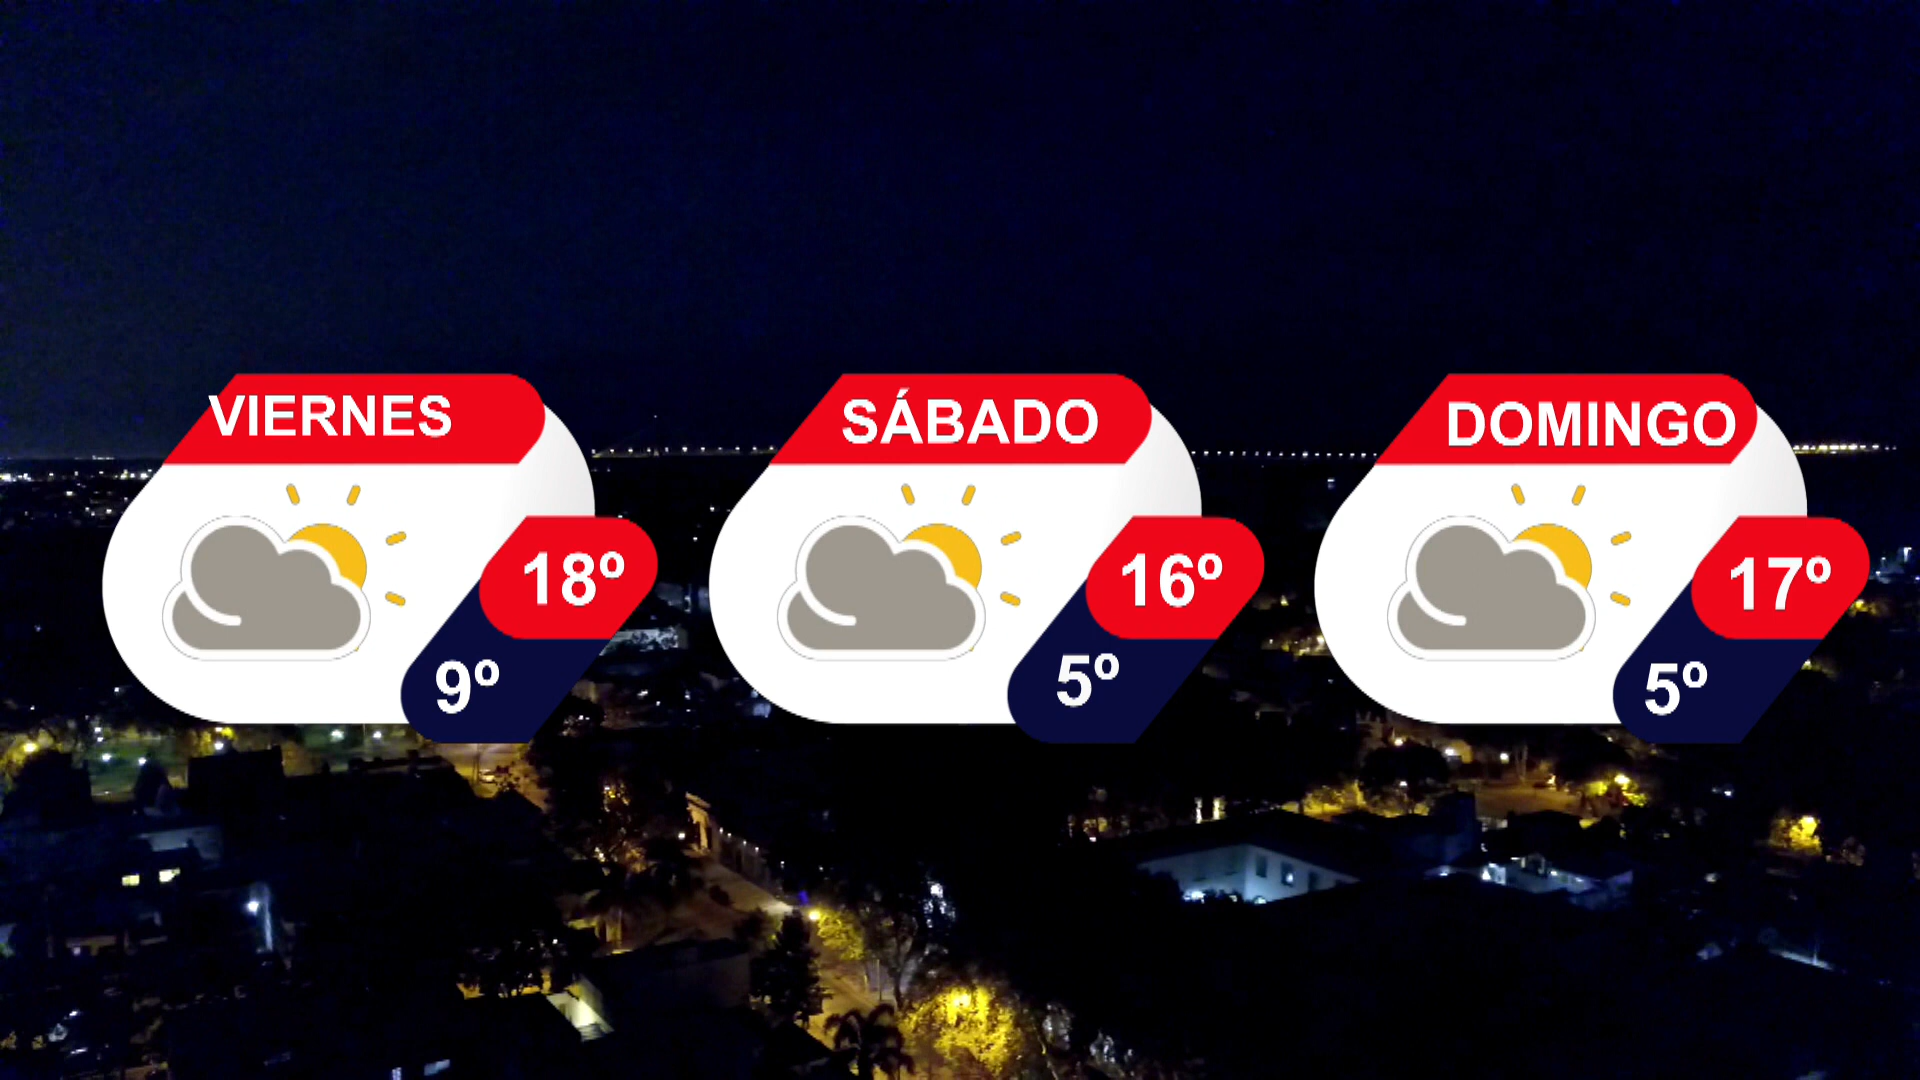 VIERNES
18º
9º
SÁBADO
16º
5º
DOMINGO
17º
5º